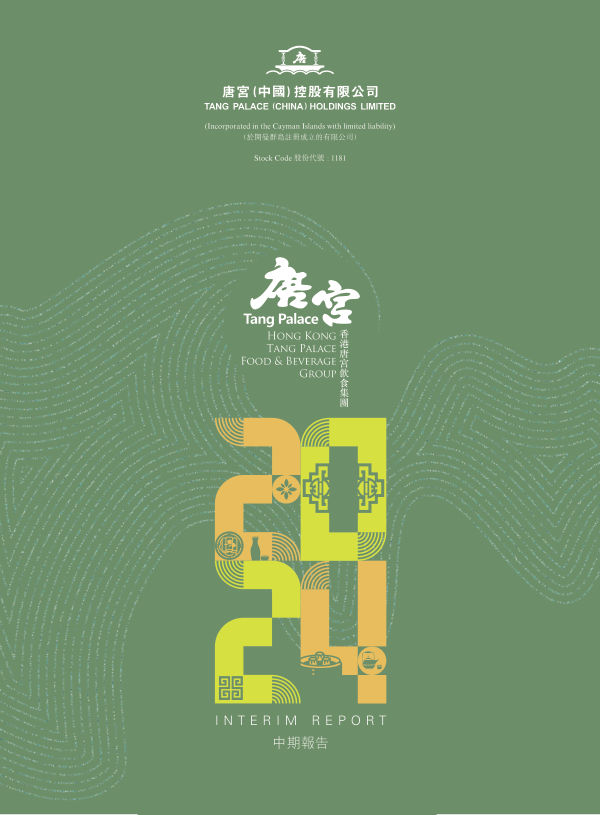 唐
唐宮(中國)控股有限公司
TANG PALACE (CHINA) HOLDINGS LIMITED
(Incorporated in the Cayman Islands with limited liability)
(於開曼群島註冊成立的有限公司)
Stock Code 股份代號 : 1181
唐宮
Tang Palace
HONG KONG
TANG PALACE
FOOD & BEVERAGE
GROUP
香港唐宮飲食集團
20
24
INTERIM REPORT
中期報告